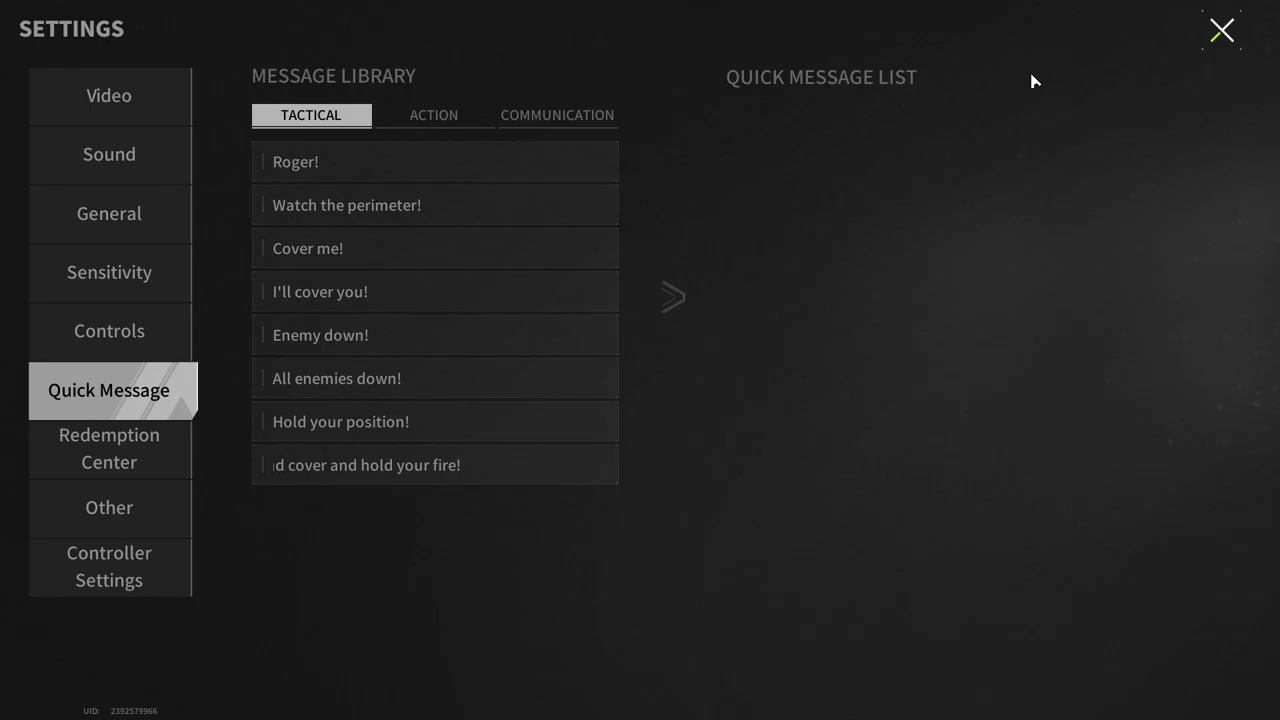 SETTINGS
Video
Sound
General
Sensitivity
Controls
Quick Message
Redemption
Center
Other
Controller
Settings
MESSAGE LIBRARY
TACTICAL ACTION COMMUNICATION
Roger!
Watch the perimeter!
Cover me!
I'll cover you!
Enemy down!
All enemies down!
Hold your position!
d cover and hold your fire!
QUICK MESSAGE LIST
UID: 2392579966